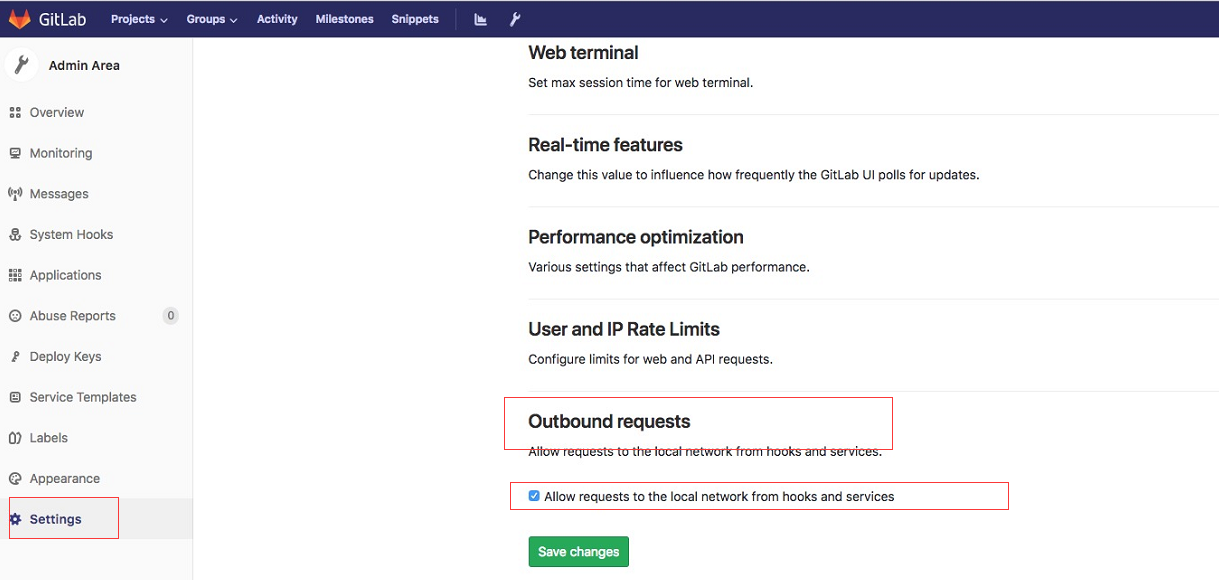 GitLab Projects Groups Activity Milestones Snippets
Admin Area
Overview
Monitoring
Messages
System Hooks
Applications
Abuse Reports 0
Deploy Keys
Service Templates
Labels
Appearance
Settings
Web terminal
Set max session time for web terminal.
Real-time features
Change this value to influence how frequently the GitLab UI polls for updates.
Performance optimization
Various settings that affect GitLab performance.
User and IP Rate Limits
Configure limits for web and API requests.
Outbound requests
Allow requests to the local network from hooks and services.
Allow requests to the local network from hooks and services
Save changes